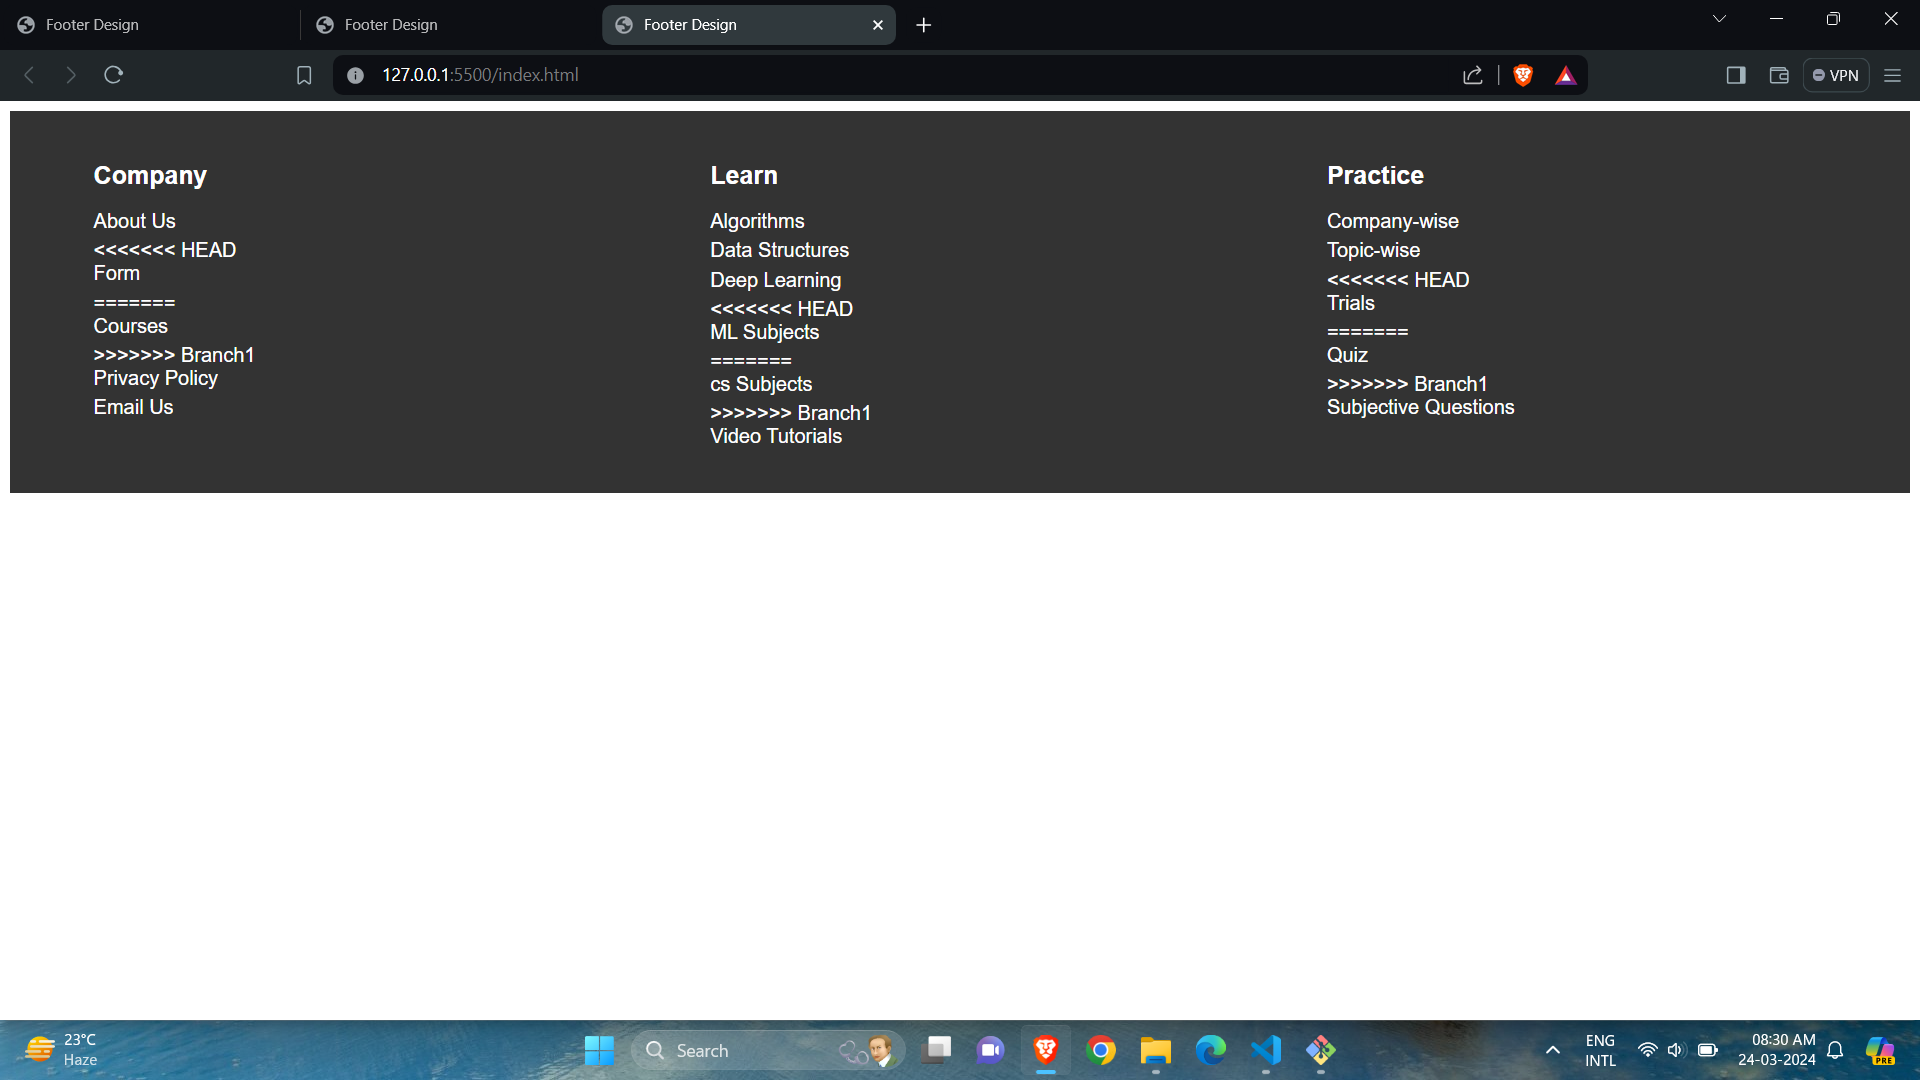 Footer Design
Footer Design
Footer Design
127.0.0.1:5500/index.html
VPN
Company
About Us
<<<<<<< HEAD
Form
=======
Courses
>>>>>>> Branch1
Privacy Policy
Email Us
Learn
Algorithms
Data Structures
Deep Learning
<<<<<<< HEAD
ML Subjects
=======
cs Subjects
>>>>>>> Branch1
Video Tutorials
Practice
Company-wise
Topic-wise
<<<<<<< HEAD
Trials
=======
Quiz
>>>>>>> Branch1
Subjective Questions
23°C
Haze
Search
ENG
INTL
08:30 AM
24-03-2024
PRE